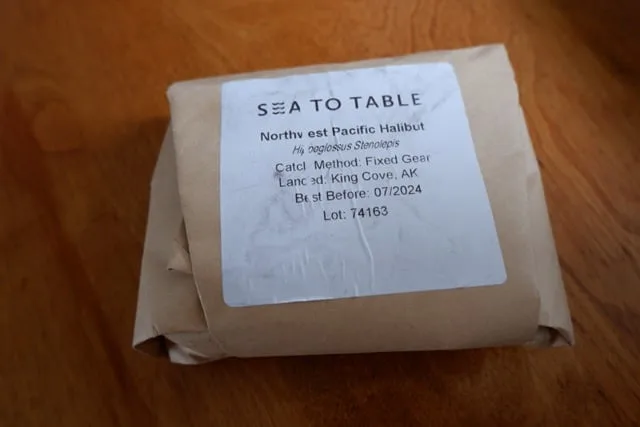 SEA TO TABLE
Northwest Pacific Halibut
Hippoglossus Stenolepis
Catch Method: Fixed Gear
Landed: King Cove, AK
Best Before: 07/2024
Lot: 74163